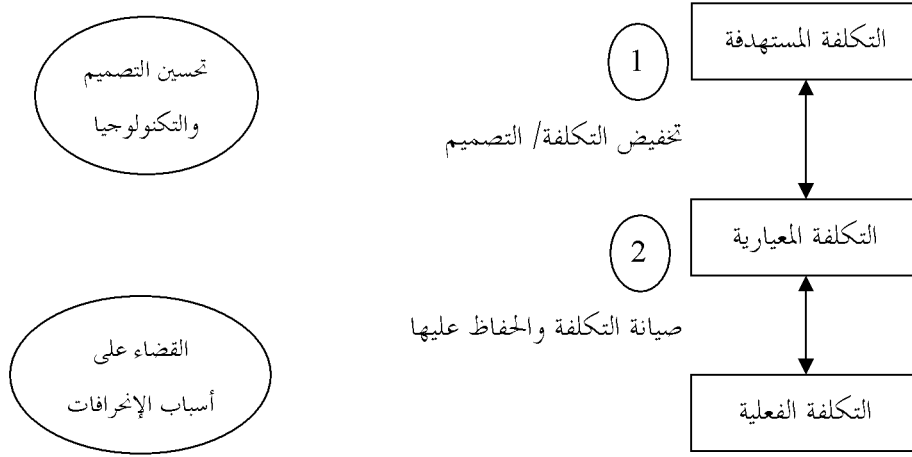 التكلفة المستهدفة
1
تحسين التصميم
والتكنولوجيا
تخفيض التكلفة/ التصميم
التكلفة المعيارية
2
صيانة التكلفة والحفاظ عليها
القضاء على
أسباب الإنحرافات
التكلفة الفعلية